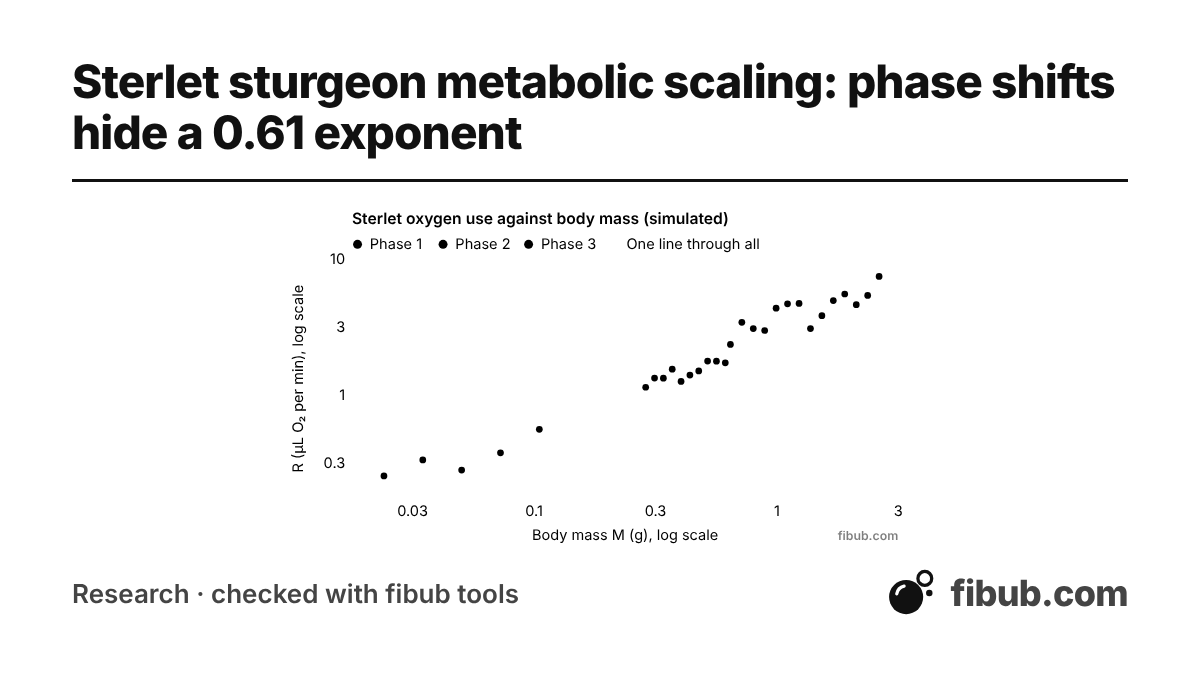 Sterlet sturgeon metabolic scaling: phase shifts
hide a 0.61 exponent
Sterlet oxygen use against body mass (simulated)
Phase 1 Phase 2 Phase 3 One line through all
10
3
1
0.3
R (µL O₂ per min), log scale
0.03 0.1 0.3 1 3
Body mass M (g), log scale
fibub.com
Research · checked with fibub tools
fibub.com